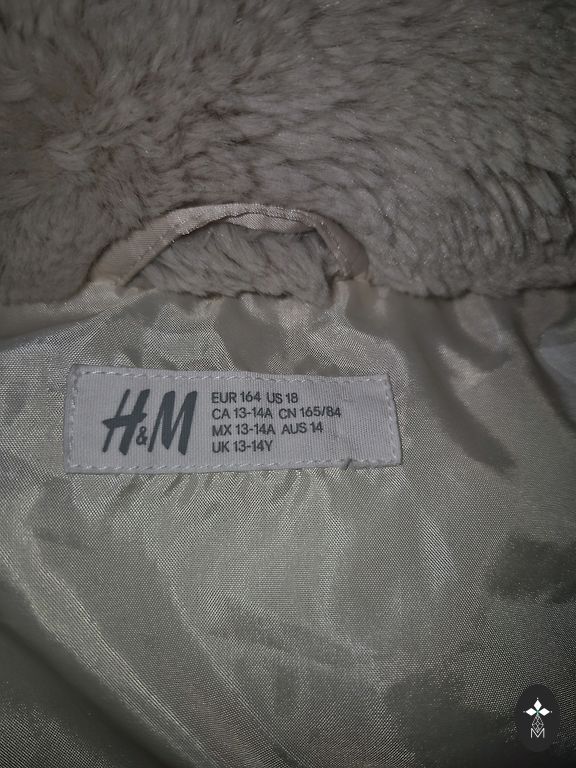 H&M
EUR 164 US 18
CA 13-14A CN 165/84
MX 13-14A AUS 14
UK 13-14Y
M